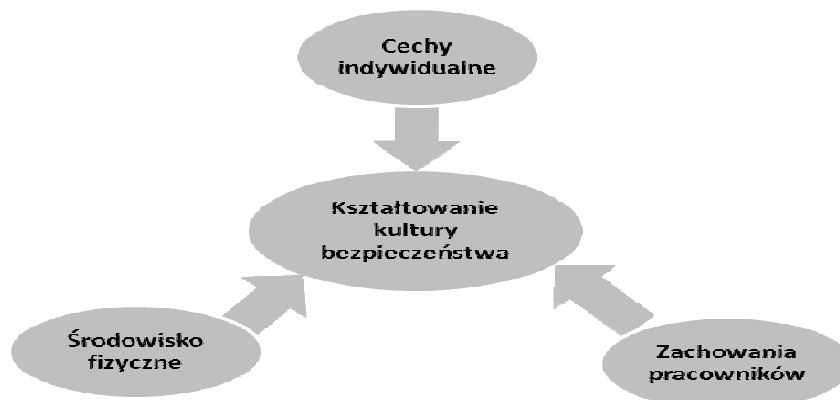 Cechy
indywidualne
Kształtowanie
kultury
bezpieczeństwa
Środowisko
fizyczne
Zachowania
pracowników